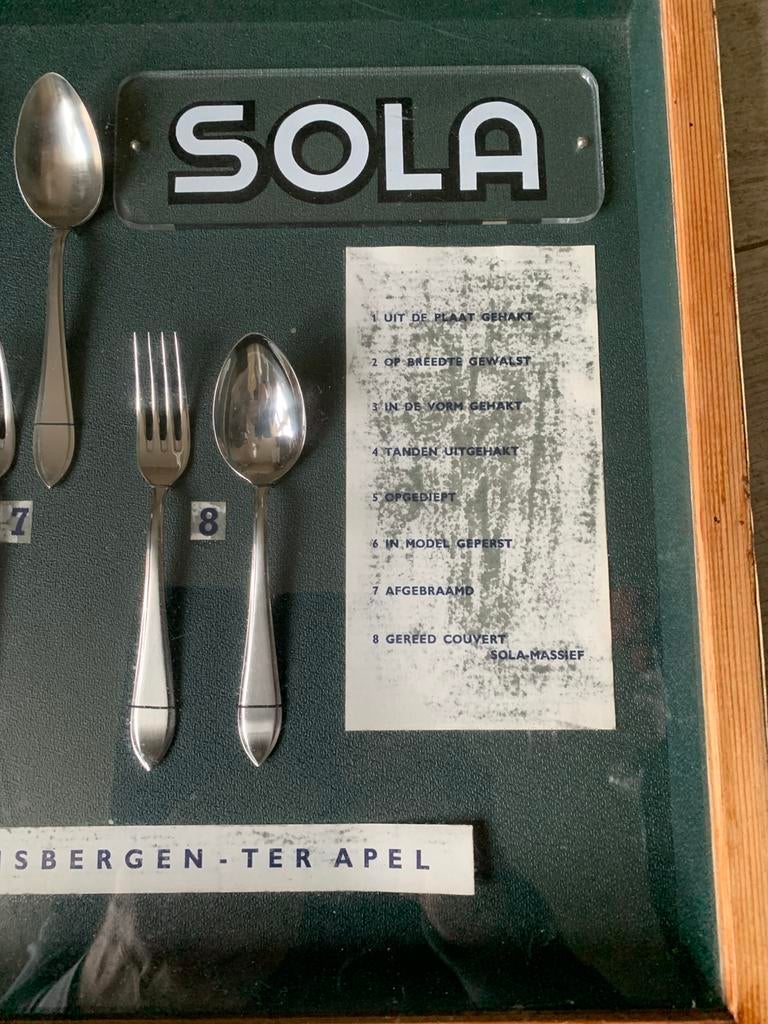 SOLA
1 UIT DE PLAAT GEHAKT
2 OP BREEDTE GEWALST
3 IN DE VORM GEHAKT
4 TANDEN UITGEHAKT
5 OPGEDIEPT
6 IN MODEL GEPERST
7 AFGEBRAAMD
8 GEREED COUVERT
SOLA-MASSIEF
7
8
ISBERGEN - TER APEL